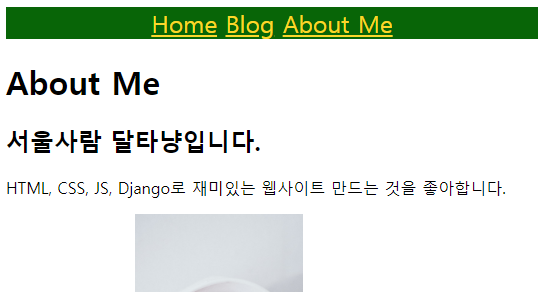 Home Blog About Me
About Me
서울사람 달타냥입니다.
HTML, CSS, JS, Django로 재미있는 웹사이트 만드는 것을 좋아합니다.